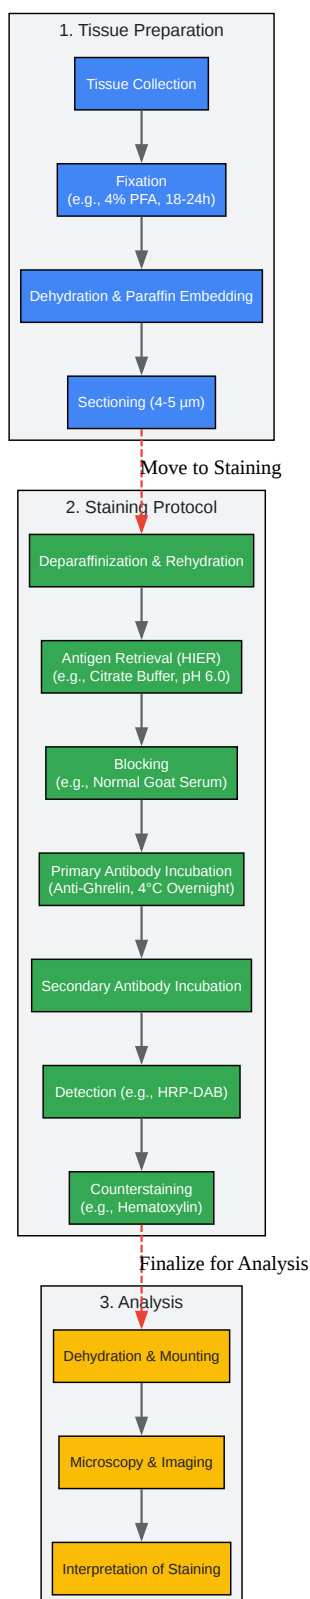 1. Tissue Preparation
Tissue Collection
Fixation
(e.g., 4% PFA, 18-24h)
Dehydration & Paraffin Embedding
Sectioning (4-5 µm)
Move to Staining
2. Staining Protocol
Deparaffinization & Rehydration
Antigen Retrieval (HIER)
(e.g., Citrate Buffer, pH 6.0)
Blocking
(e.g., Normal Goat Serum)
Primary Antibody Incubation
(Anti-Ghrelin, 4°C Overnight)
Secondary Antibody Incubation
Detection (e.g., HRP-DAB)
Counterstaining
(e.g., Hematoxylin)
Finalize for Analysis
3. Analysis
Dehydration & Mounting
Microscopy & Imaging
Interpretation of Staining